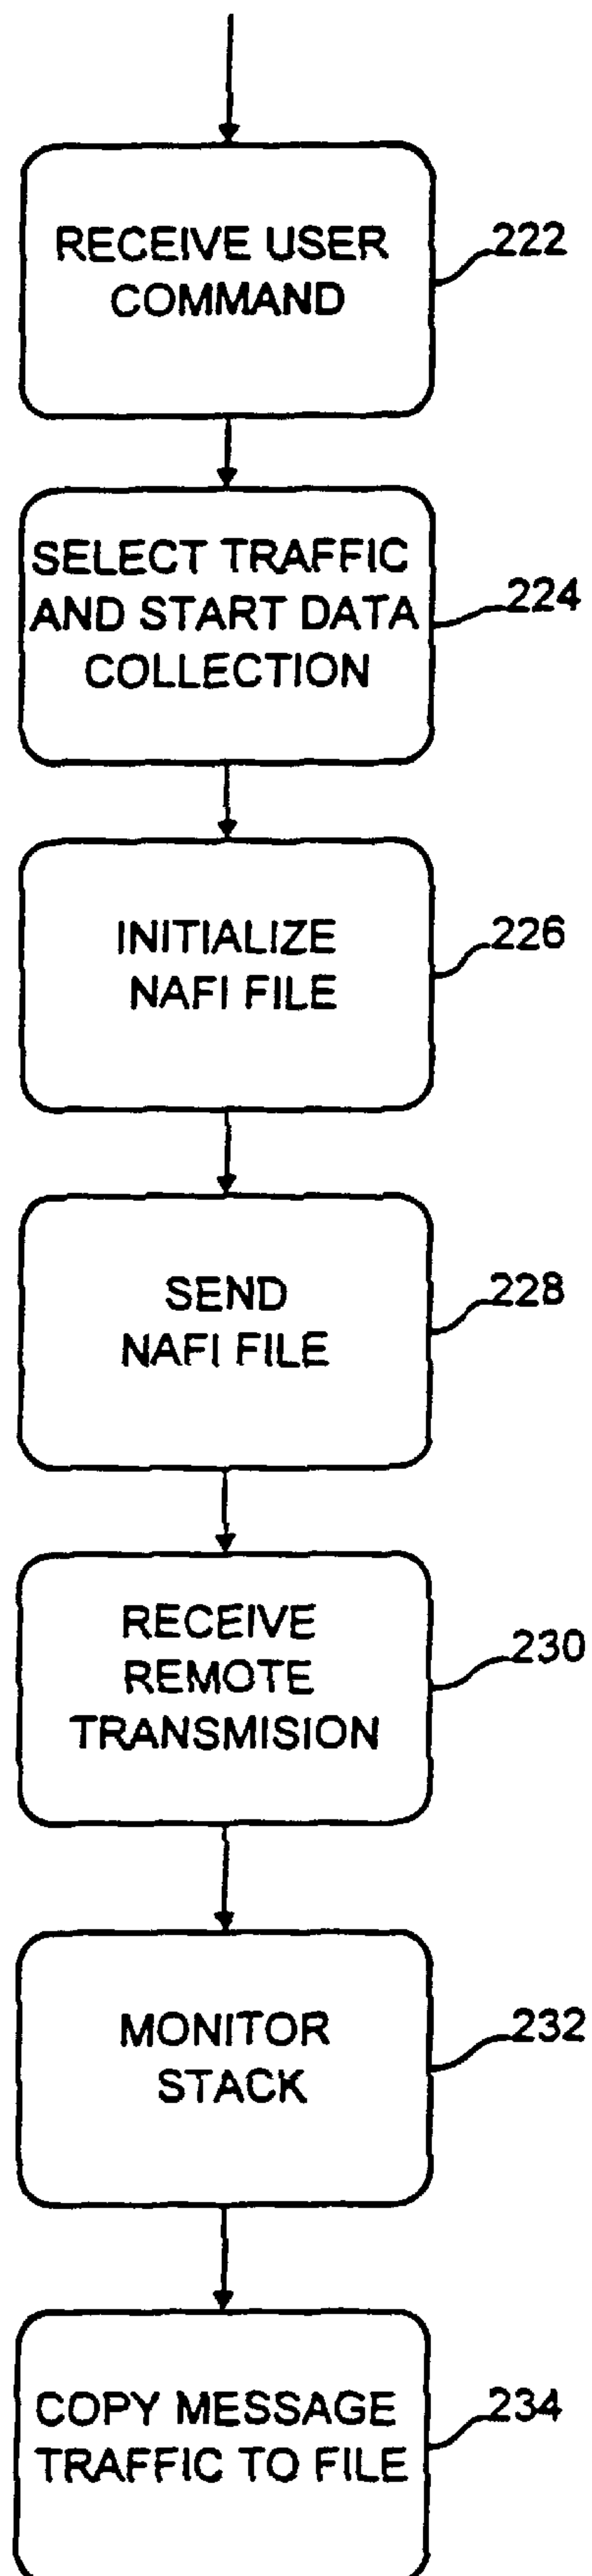 RECEIVE USER
COMMAND
222
SELECT TRAFFIC
AND START DATA
COLLECTION
224
INITIALIZE
NAFI FILE
226
SEND
NAFI FILE
228
RECEIVE
REMOTE
TRANSMISION
230
MONITOR
STACK
232
COPY MESSAGE
TRAFFIC TO FILE
234